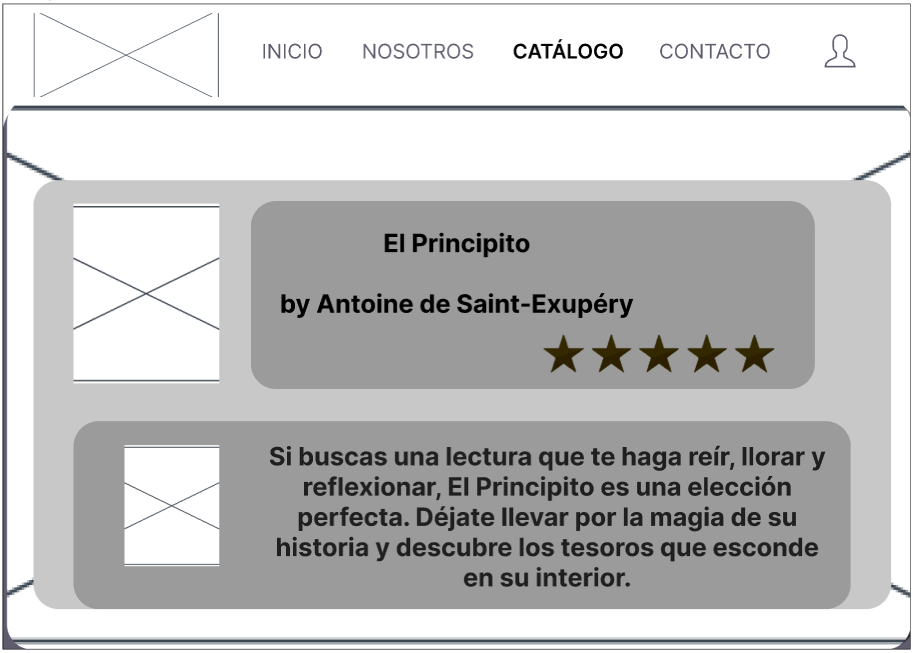 INICIO NOSOTROS CATÁLOGO CONTACTO
El Principito
by Antoine de Saint-Exupéry
Si buscas una lectura que te haga reír, llorar y
reflexionar, El Principito es una elección
perfecta. Déjate llevar por la magia de su
historia y descubre los tesoros que esconde
en su interior.